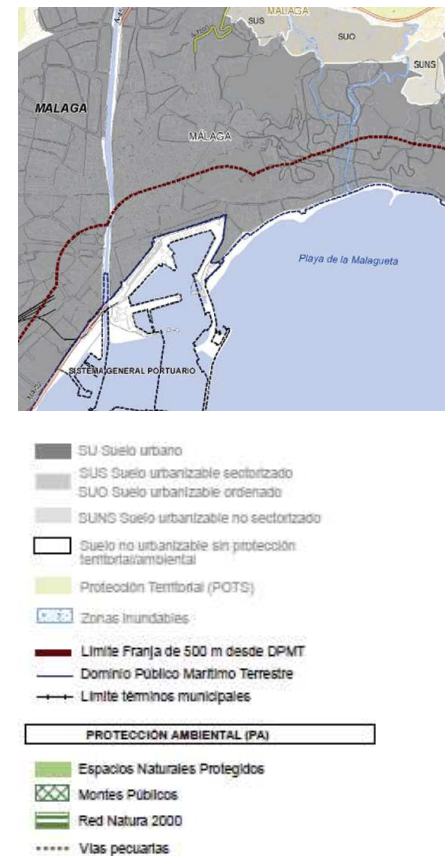 MALAGA
SUS
SUO
SUNS
MALAGA
MÁLAGA
Playa de la Malagueta
SISTEMA GENERAL PORTUARIO
SU Suelo urbano
SUS Suelo urbanizable sectorizado
SUO Suelo urbanizable ordenado
SUNS Suelo urbanizable no sectorizado
Suelo no urbanizable sin protección
territorial/ambiental
Protección Territorial (POTS)
Zonas Inundables
Límite Franja de 500 m desde DPMT
Dominio Público Marítimo Terrestre
Límite términos municipales
PROTECCIÓN AMBIENTAL (PA)
Espacios Naturales Protegidos
Montes Públicos
Red Natura 2000
Vías pecuarias